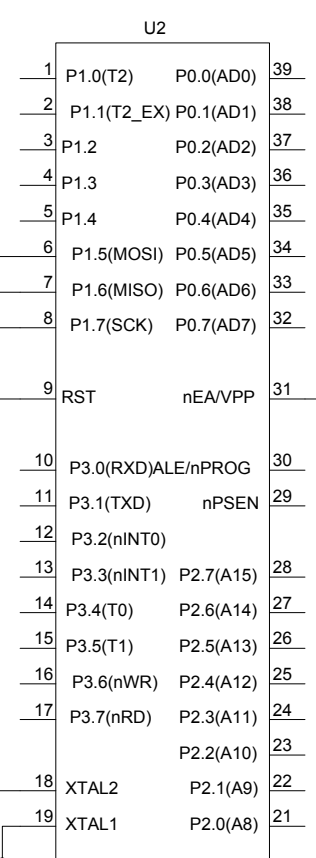 U2
1 P1.0(T2) P0.0(AD0) 39
2 P1.1(T2_EX) P0.1(AD1) 38
3 P1.2 P0.2(AD2) 37
4 P1.3 P0.3(AD3) 36
5 P1.4 P0.4(AD4) 35
6 P1.5(MOSI) P0.5(AD5) 34
7 P1.6(MISO) P0.6(AD6) 33
8 P1.7(SCK) P0.7(AD7) 32
9 RST nEA/VPP 31
10 P3.0(RXD)ALE/nPROG 30
11 P3.1(TXD) nPSEN 29
12 P3.2(nINT0)
13 P3.3(nINT1) P2.7(A15) 28
14 P3.4(T0) P2.6(A14) 27
15 P3.5(T1) P2.5(A13) 26
16 P3.6(nWR) P2.4(A12) 25
17 P3.7(nRD) P2.3(A11) 24
P2.2(A10) 23
18 XTAL2 P2.1(A9) 22
19 XTAL1 P2.0(A8) 21